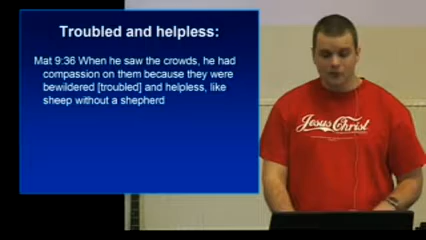 Troubled and helpless:
Mat 9:36 When he saw the crowds, he had
compassion on them because they were
bewildered [troubled] and helpless, like
sheep without a shepherd
Jesus Christ